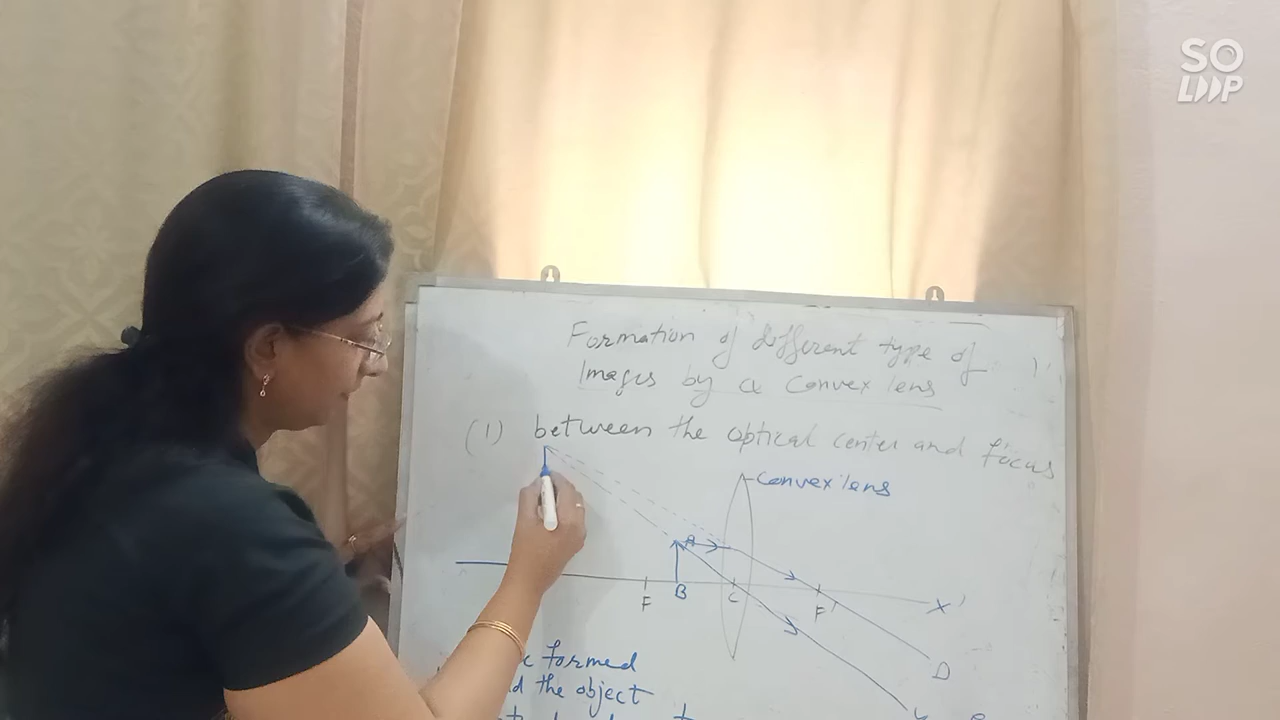 SO
LOOP
Formation of different type of
Images by a Convex lens
(1) between the optical center and focus
Convex lens
A
F
B
C
F'
X'
D
formed
the object